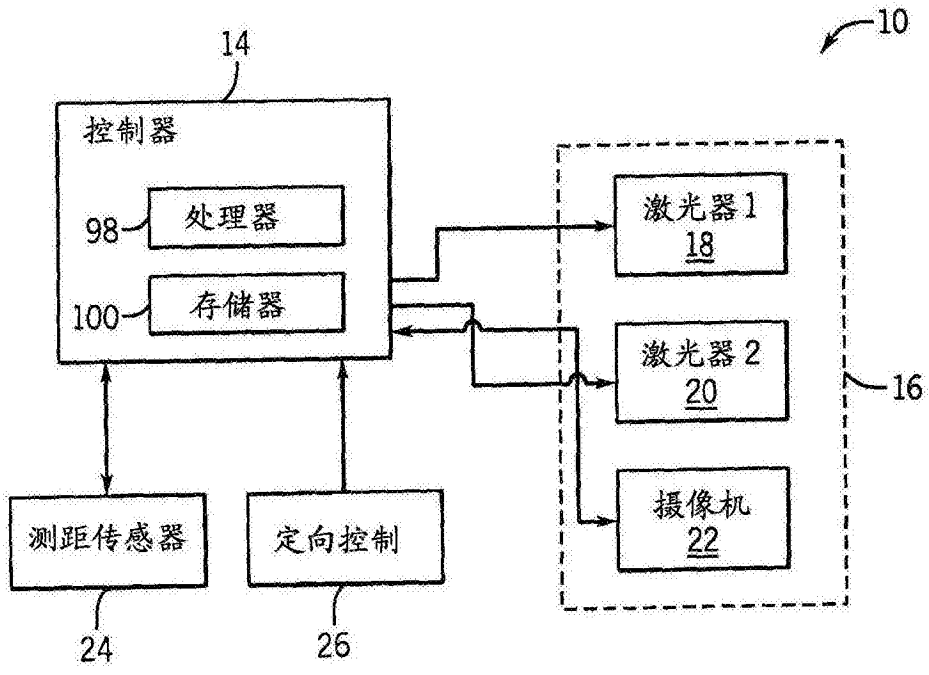 10
14
控制器
98
处理器
100
存储器
激光器1
18
激光器2
20
16
摄像机
22
测距传感器
定向控制
24
26